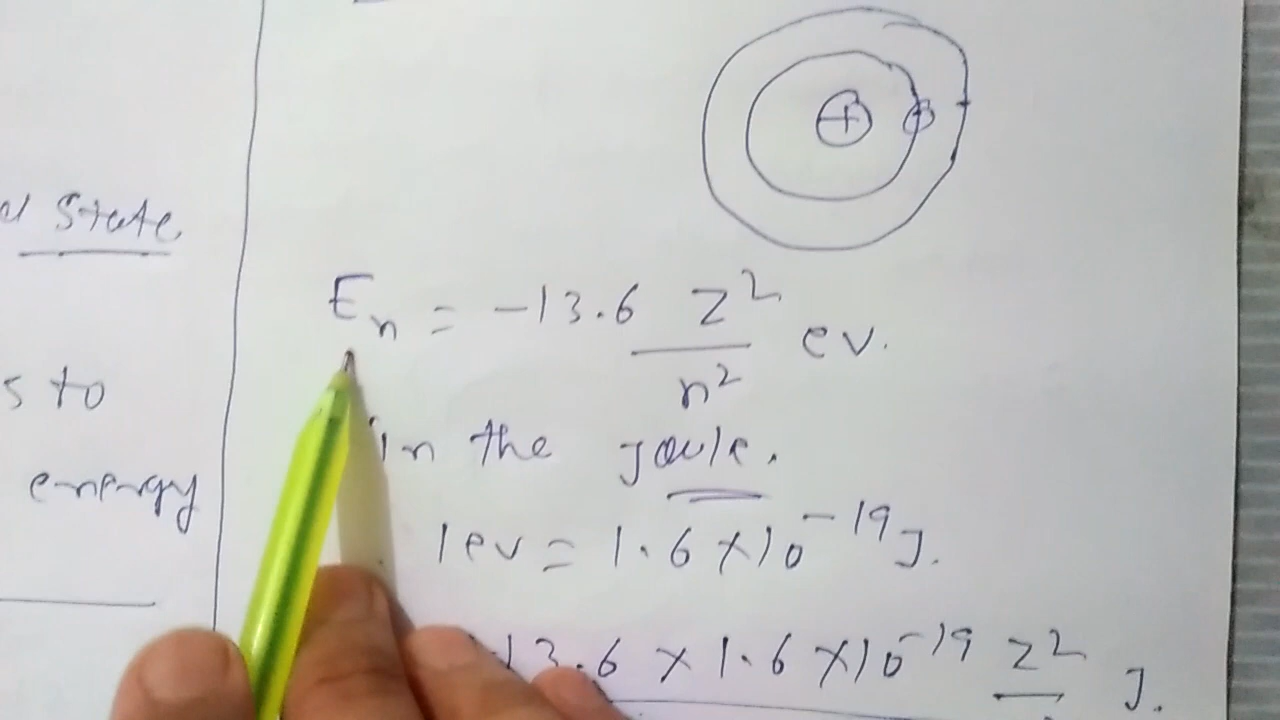 State
s to
energy
En = -13.6 Z²/n² ev.
in the Joule.
1ev = 1.6 × 10⁻¹⁹ J.
13.6 × 1.6 × 10⁻¹⁹ Z² J.